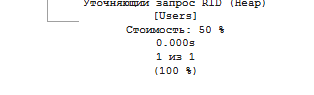 Уточняющий запрос RID (Heap)
[Users]
Стоимость: 50 %
0.000s
1 из 1
(100 %)